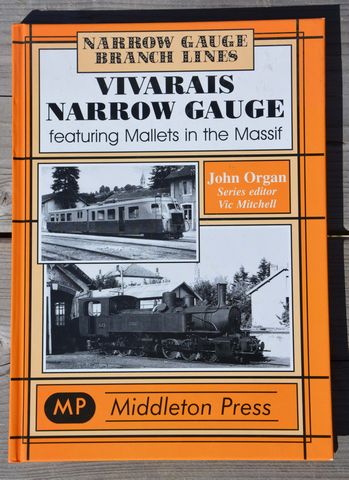 NARROW GAUGE
BRANCH LINES
VIVARAIS
NARROW GAUGE
featuring Mallets in the Massif
John Organ
Series editor
Vic Mitchell
MP
Middleton Press